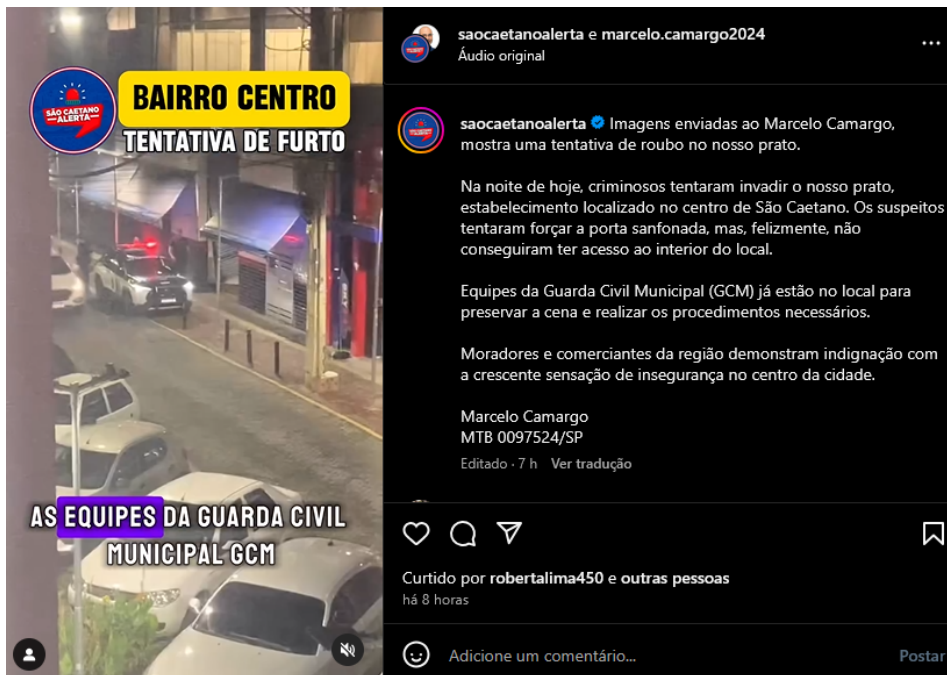 SÃO CAETANO
ALERTA
BAIRRO CENTRO
TENTATIVA DE FURTO
SKY
AS EQUIPES DA GUARDA CIVIL
MUNICIPAL GCM
saocaetanoalerta e marcelo.camargo2024
Áudio original
saocaetanoalerta Imagens enviadas ao Marcelo Camargo,
mostra uma tentativa de roubo no nosso prato.
Na noite de hoje, criminosos tentaram invadir o nosso prato,
estabelecimento localizado no centro de São Caetano. Os suspeitos
tentaram forçar a porta sanfonada, mas, felizmente, não
conseguiram ter acesso ao interior do local.
Equipes da Guarda Civil Municipal (GCM) já estão no local para
preservar a cena e realizar os procedimentos necessários.
Moradores e comerciantes da região demonstram indignação com
a crescente sensação de insegurança no centro da cidade.
Marcelo Camargo
MTB 0097524/SP
Editado · 7 h Ver tradução
Curtido por robertalima450 e outras pessoas
há 8 horas
Adicione um comentário...
Postar